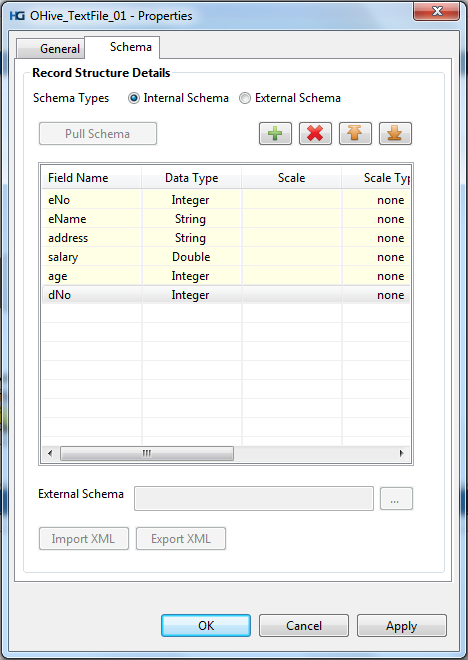 HG OHive_TextFile_01 - Properties
General Schema
Record Structure Details
Schema Types Internal Schema External Schema
Pull Schema
Field Name Data Type Scale Scale Typ
eNo Integer none
eName String none
address String none
salary Double none
age Integer none
dNo Integer none
External Schema ...
Import XML Export XML
OK Cancel Apply